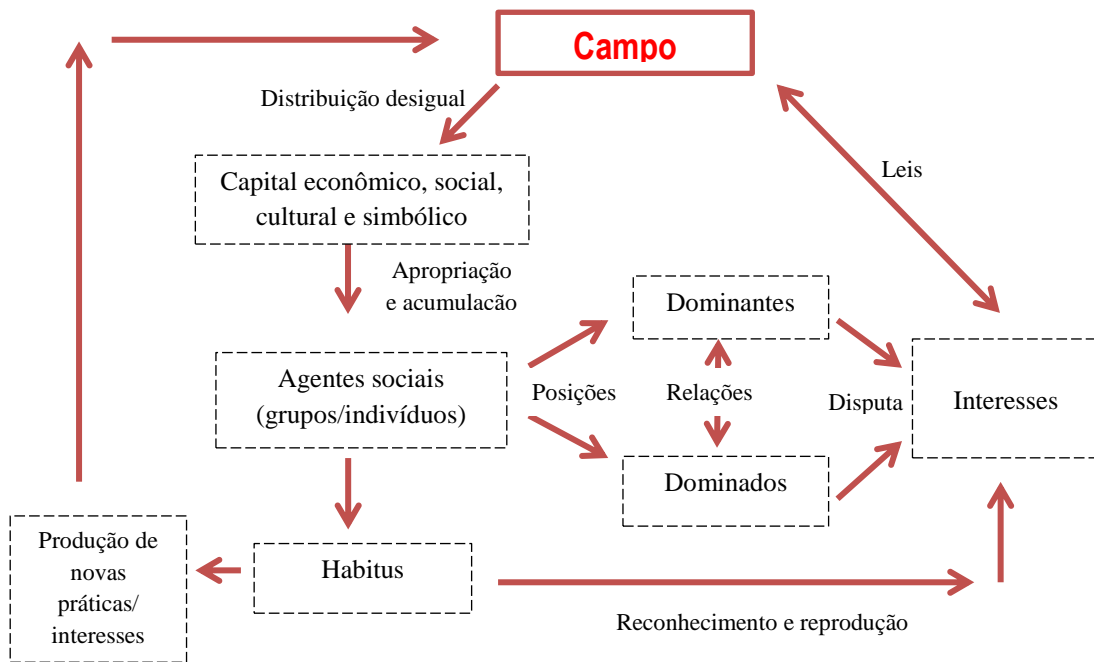 Campo
Distribuição desigual
Leis
Capital econômico, social,
cultural e simbólico
Apropriação
e acumulacão
Dominantes
Agentes sociais
(grupos/indivíduos)
Posições
Relações
Disputa
Interesses
Dominados
Produção de
novas
práticas/
interesses
Habitus
Reconhecimento e reprodução